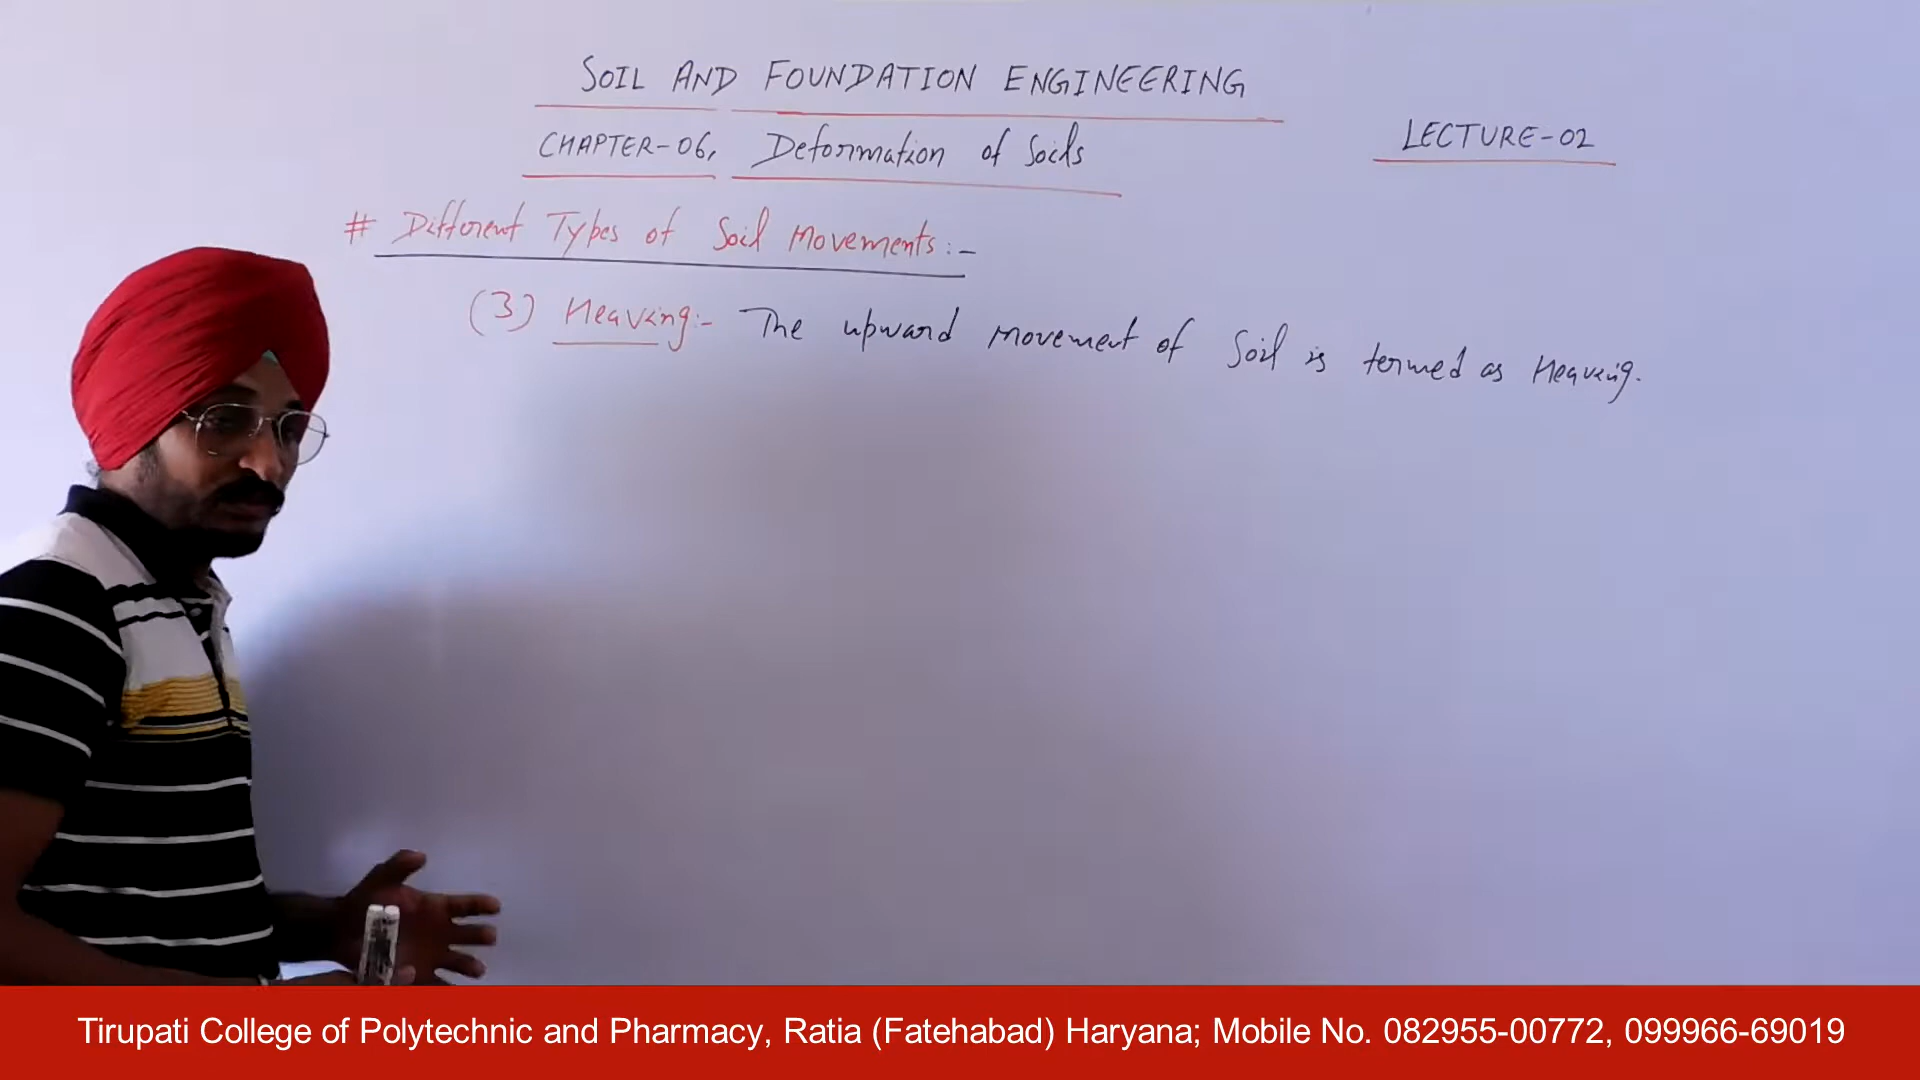 SOIL AND FOUNDATION ENGINEERING
CHAPTER-06, Deformation of Soils
LECTURE-02
# Different Types of Soil Movements:-
(3) Heaving:- The upward movement of Soil is termed as Heaving.
Tirupati College of Polytechnic and Pharmacy, Ratia (Fatehabad) Haryana; Mobile No. 082955-00772, 099966-69019